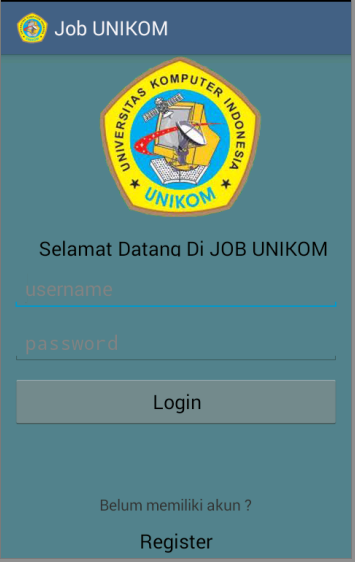 Job UNIKOM
UNIVERSITAS KOMPUTER INDONESIA
UNIKOM
Selamat Datang Di JOB UNIKOM
username
password
Login
Belum memiliki akun ?
Register